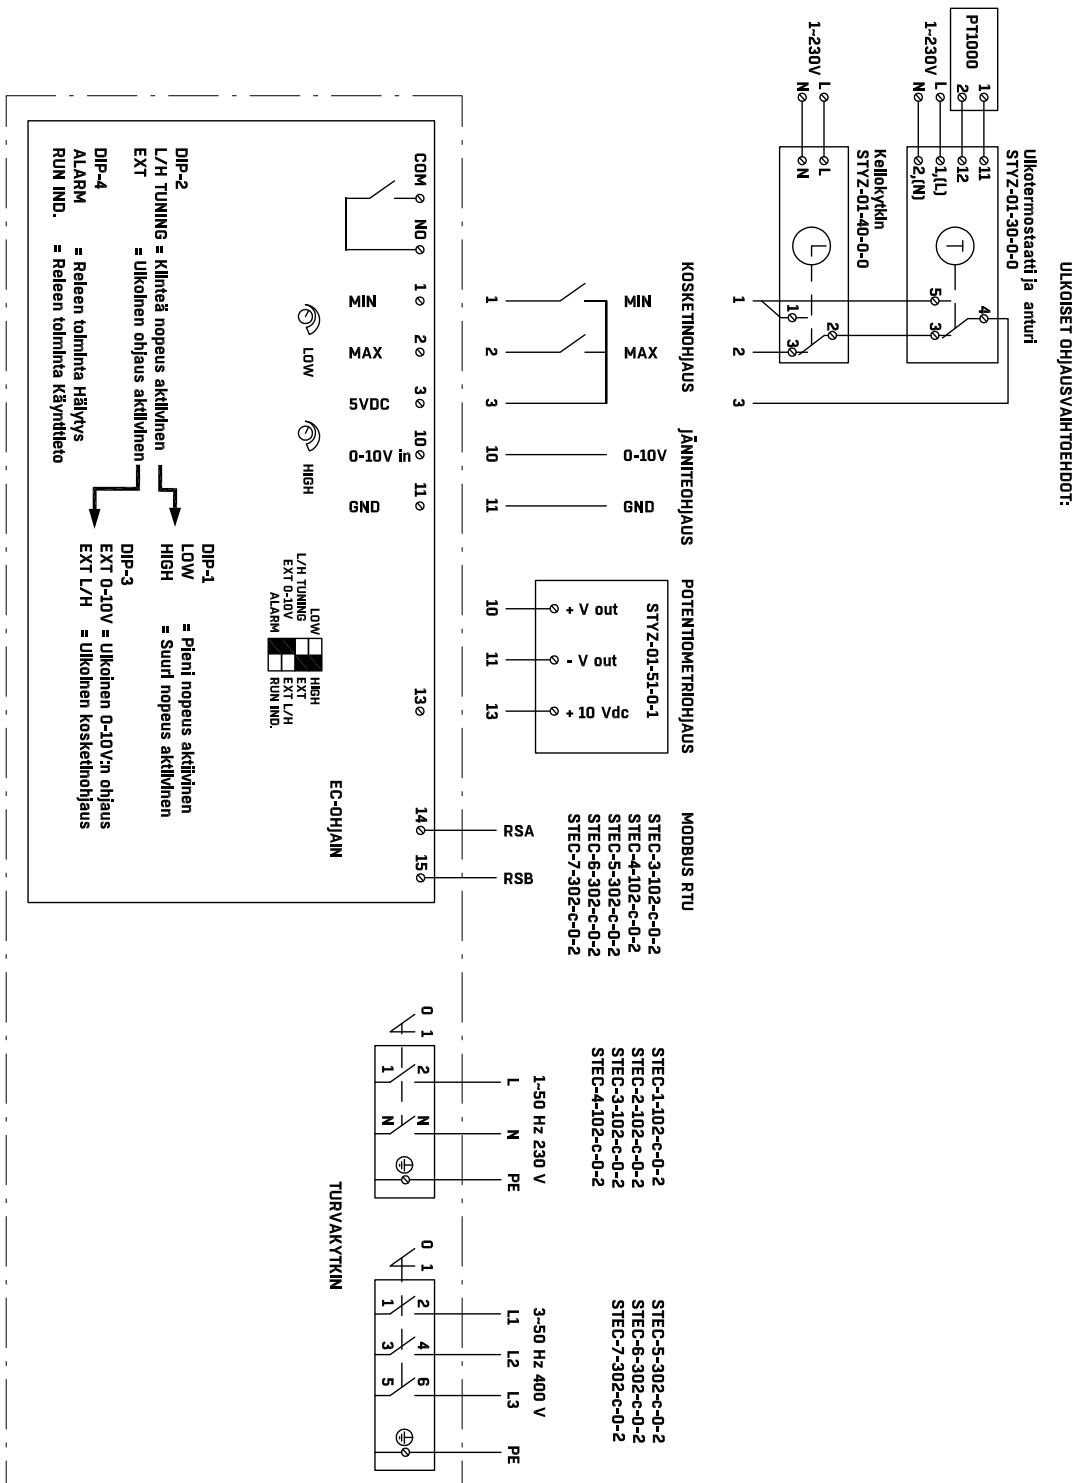 ULKOISET OHJAUSVAIHTOEHDOT:
Ulkotermostaatti ja anturi
STYZ-01-30-0-0
PT1000
1
2
1~230V
L
N
11
12
1,(L)
2,(N)
T
5
4
3
Kellokytkin
STYZ-01-40-0-0
1~230V
L
N
L
N
L
1
3
2
1
2
3
KOSKETINOHJAUS
MIN
MAX
1
2
3
JÄNNITEOHJAUS
0-10V
GND
10
11
POTENTIOMETRIOHJAUS
STYZ-01-51-0-1
+ V out
- V out
+ 10 Vdc
10
11
13
MODBUS RTU
STEC-3-102-c-0-2
STEC-4-102-c-0-2
STEC-5-302-c-0-2
STEC-6-302-c-0-2
STEC-7-302-c-0-2
RSA
RSB
STEC-1-102-c-0-2
STEC-2-102-c-0-2
STEC-3-102-c-0-2
STEC-4-102-c-0-2
1~50 Hz 230 V
L
N
PE
STEC-5-302-c-0-2
STEC-6-302-c-0-2
STEC-7-302-c-0-2
3~50 Hz 400 V
L1
L2
L3
PE
COM
NO
1
2
3
10
11
13
14
15
MIN
MAX
5VDC
0-10V in
GND
LOW
HIGH
LOW
L/H TUNING
EXT 0-10V
ALARM
HIGH
EXT
EXT L/H
RUN IND.
EC-OHJAIN
DIP-2
L/H TUNING = Kiinteä nopeus aktiivinen
EXT = Ulkoinen ohjaus aktiivinen
DIP-4
ALARM = Releen toiminta Hälytys
RUN IND. = Releen toiminta Käyntitieto
DIP-1
LOW = Pieni nopeus aktiivinen
HIGH = Suuri nopeus aktiivinen
DIP-3
EXT 0-10V = Ulkoinen 0-10V:n ohjaus
EXT L/H = Ulkoinen kosketinohjaus
0
1
2
N
1
N
0
1
2
4
6
1
3
5
TURVAKYTKIN